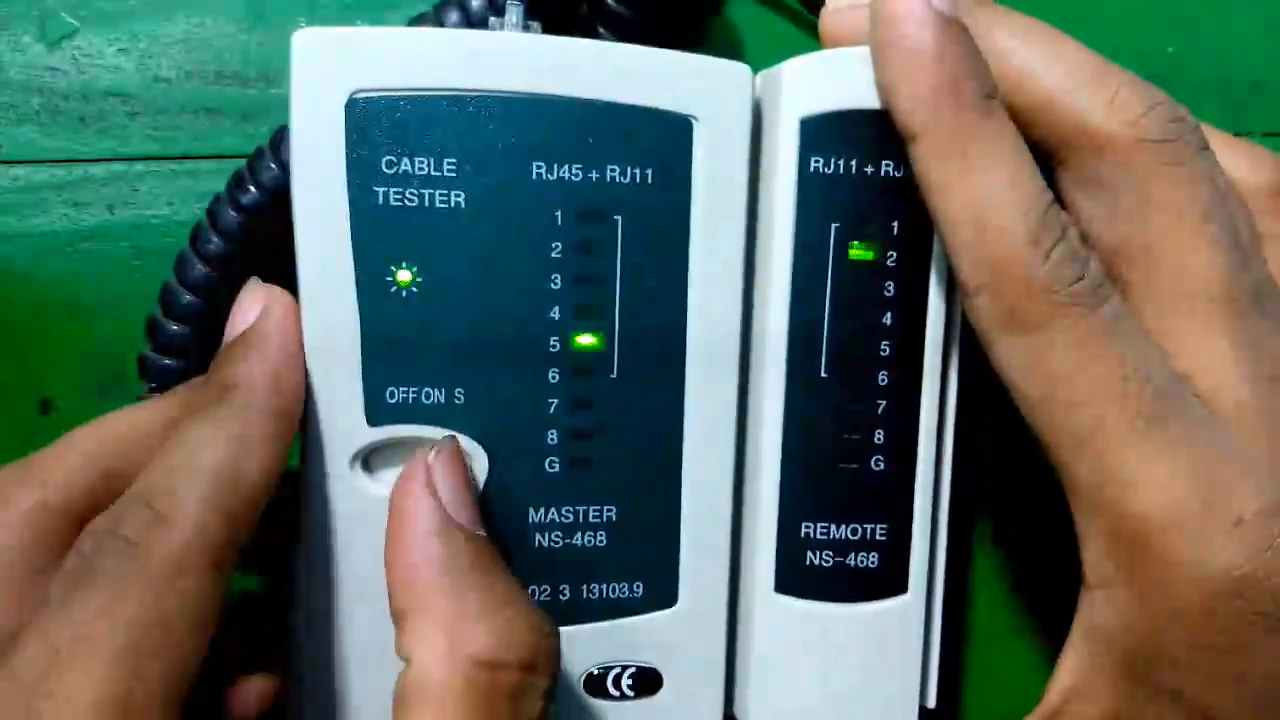 CABLE
TESTER
OFF ON S
RJ45 + RJ11
1
2
3
4
5
6
7
8
G
MASTER
NS-468
02 3 13103.9
CE
RJ11 + RJ
1
2
3
4
5
6
7
8
G
REMOTE
NS-468